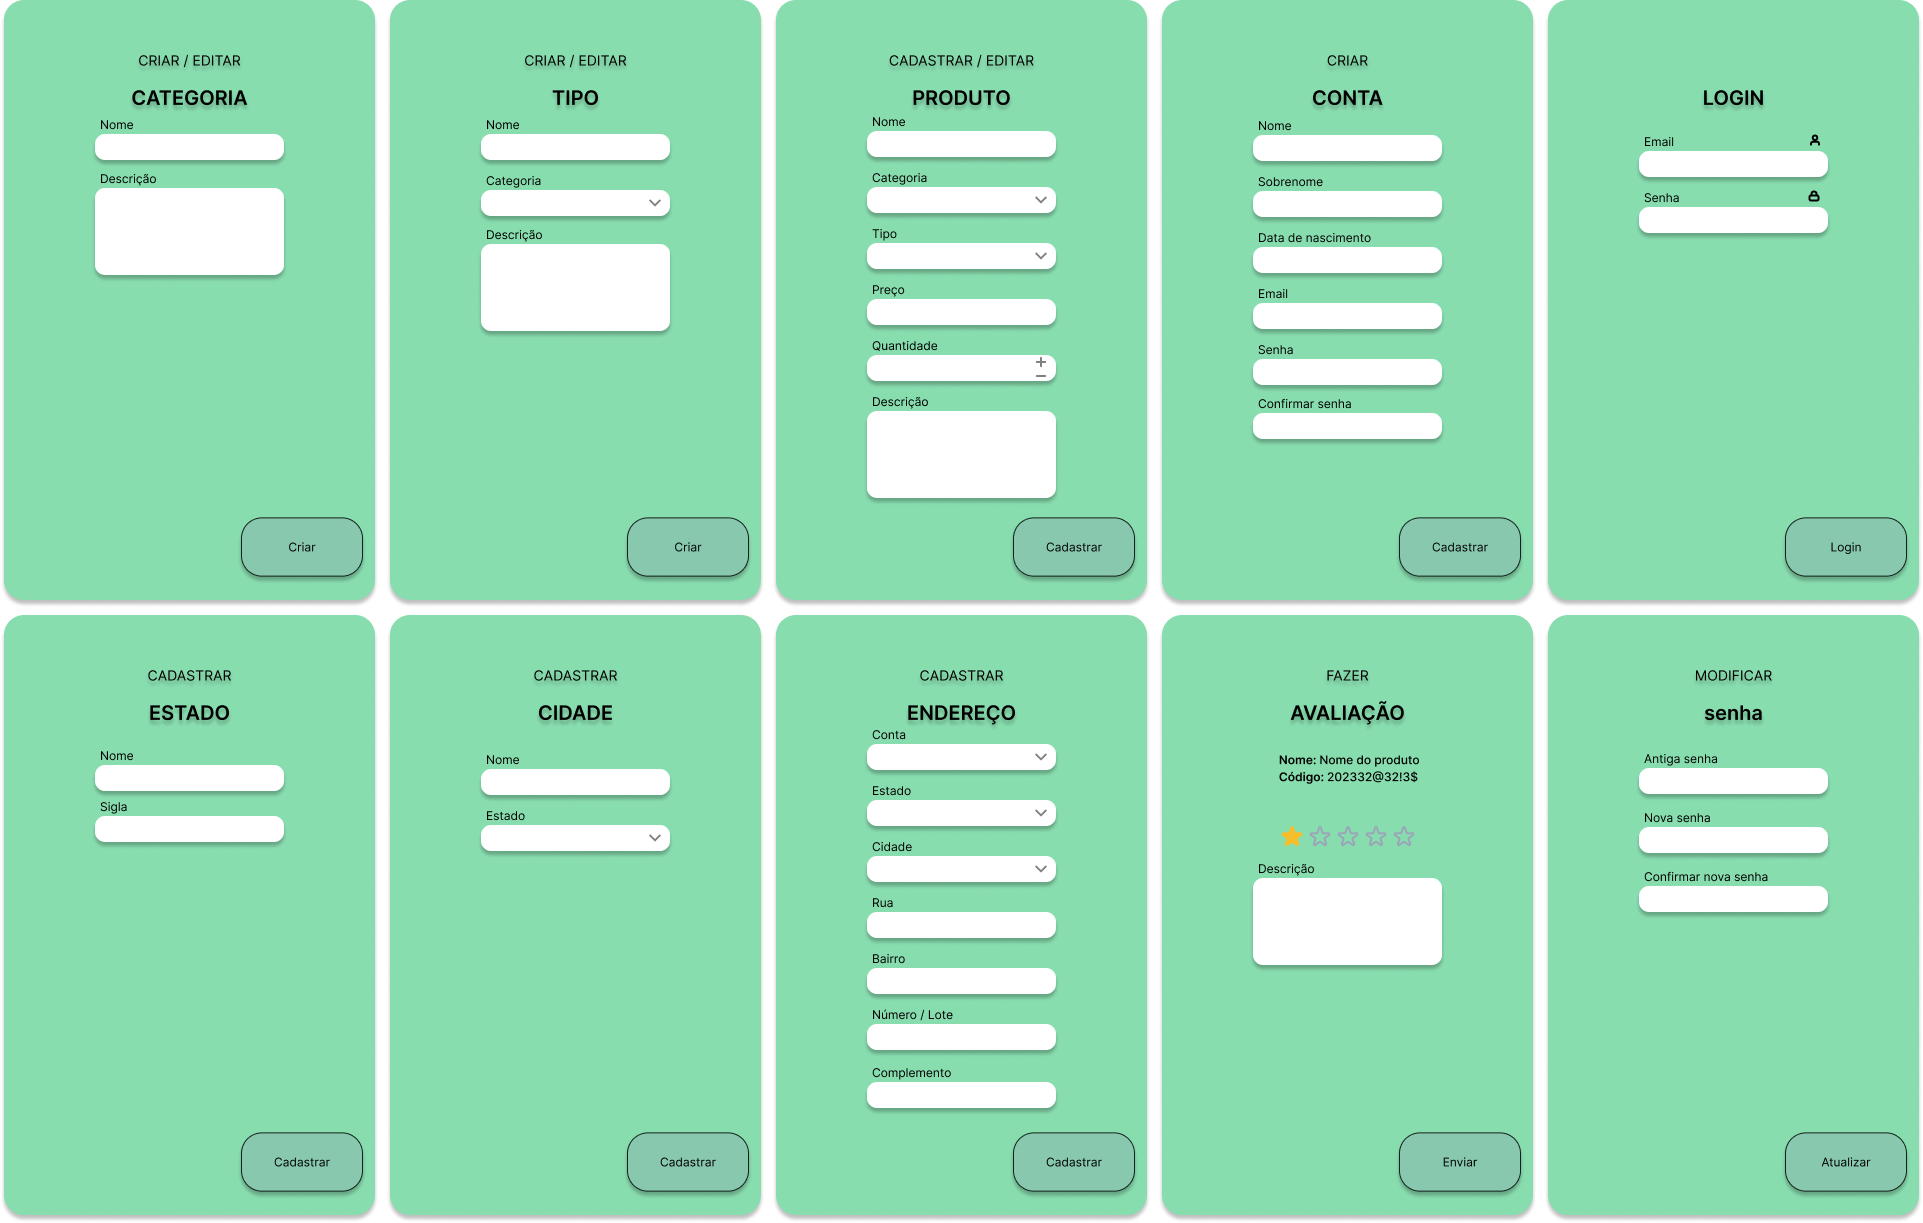 CRIAR / EDITAR
CATEGORIA
Nome
Descrição
Criar
CRIAR / EDITAR
TIPO
Nome
Categoria
Descrição
Criar
CADASTRAR / EDITAR
PRODUTO
Nome
Categoria
Tipo
Preço
Quantidade
Descrição
Cadastrar
CRIAR
CONTA
Nome
Sobrenome
Data de nascimento
Email
Senha
Confirmar senha
Cadastrar
LOGIN
Email
Senha
Login
CADASTRAR
ESTADO
Nome
Sigla
Cadastrar
CADASTRAR
CIDADE
Nome
Estado
Cadastrar
CADASTRAR
ENDEREÇO
Conta
Estado
Cidade
Rua
Bairro
Número / Lote
Complemento
Cadastrar
FAZER
AVALIAÇÃO
Nome: Nome do produto
Código: 202332@32!3$
Descrição
Enviar
MODIFICAR
senha
Antiga senha
Nova senha
Confirmar nova senha
Atualizar